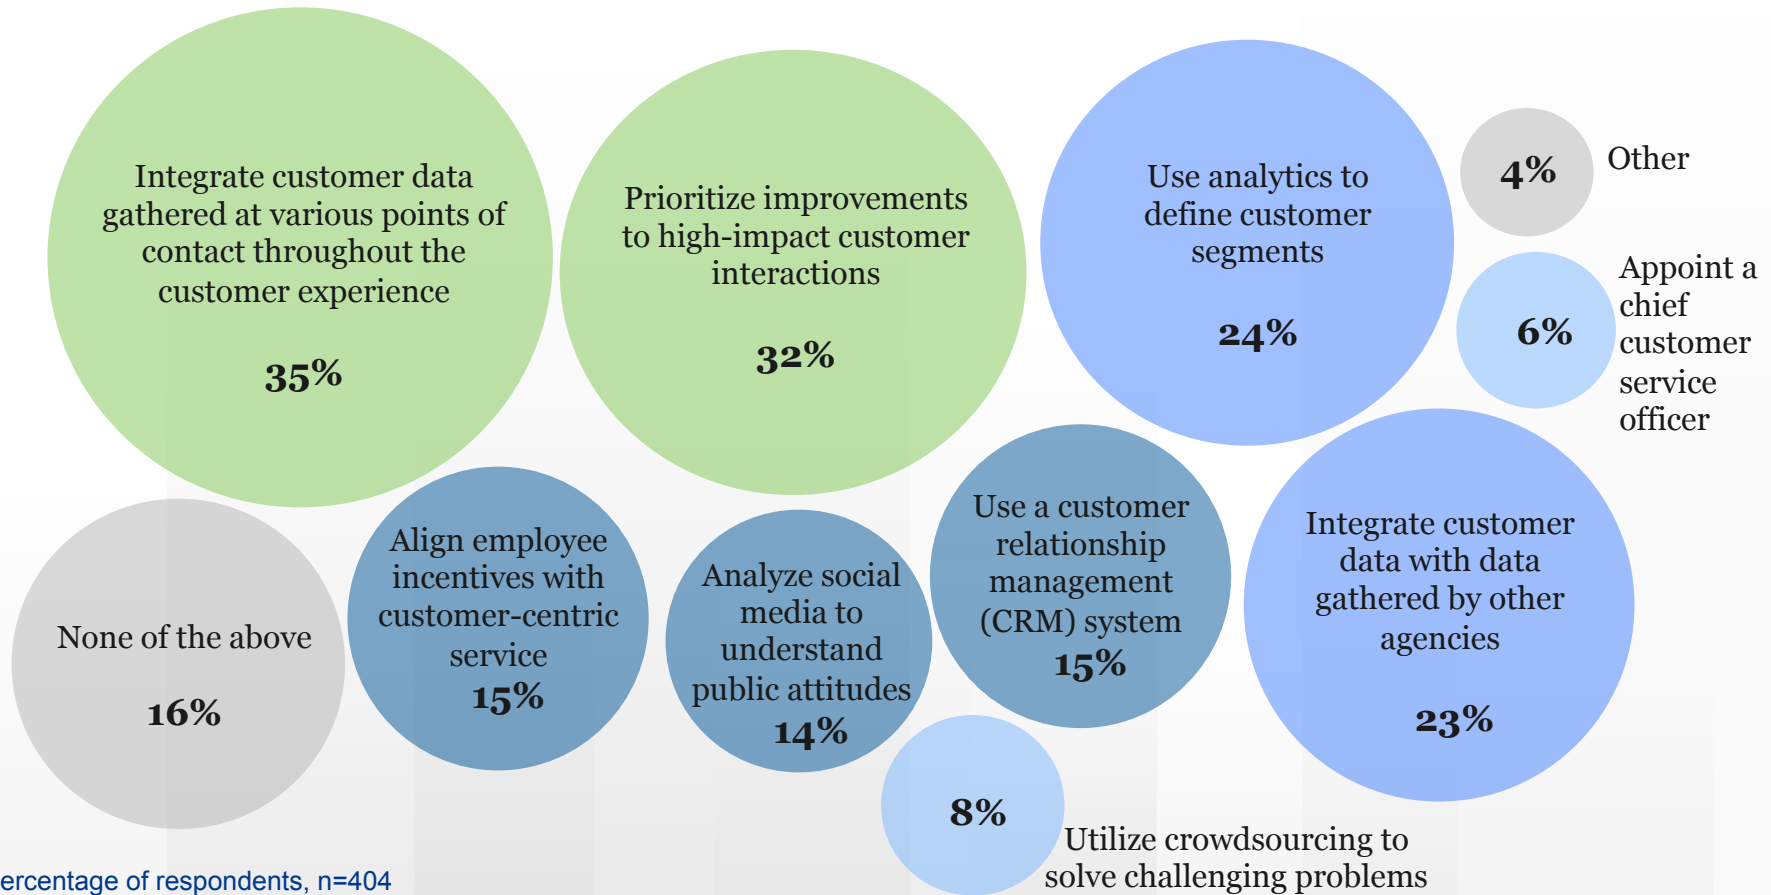 Integrate customer data
gathered at various points of
contact throughout the
customer experience
35%
Prioritize improvements
to high-impact customer
interactions
32%
Use analytics to
define customer
segments
24%
4%
Other
6%
Appoint a
chief
customer
service
officer
None of the above
16%
Align employee
incentives with
customer-centric
service
15%
Analyze social
media to
understand
public attitudes
14%
Use a customer
relationship
management
(CRM) system
15%
Integrate customer
data with data
gathered by other
agencies
23%
8%
Utilize crowdsourcing to
solve challenging problems
ercentage of respondents, n=404